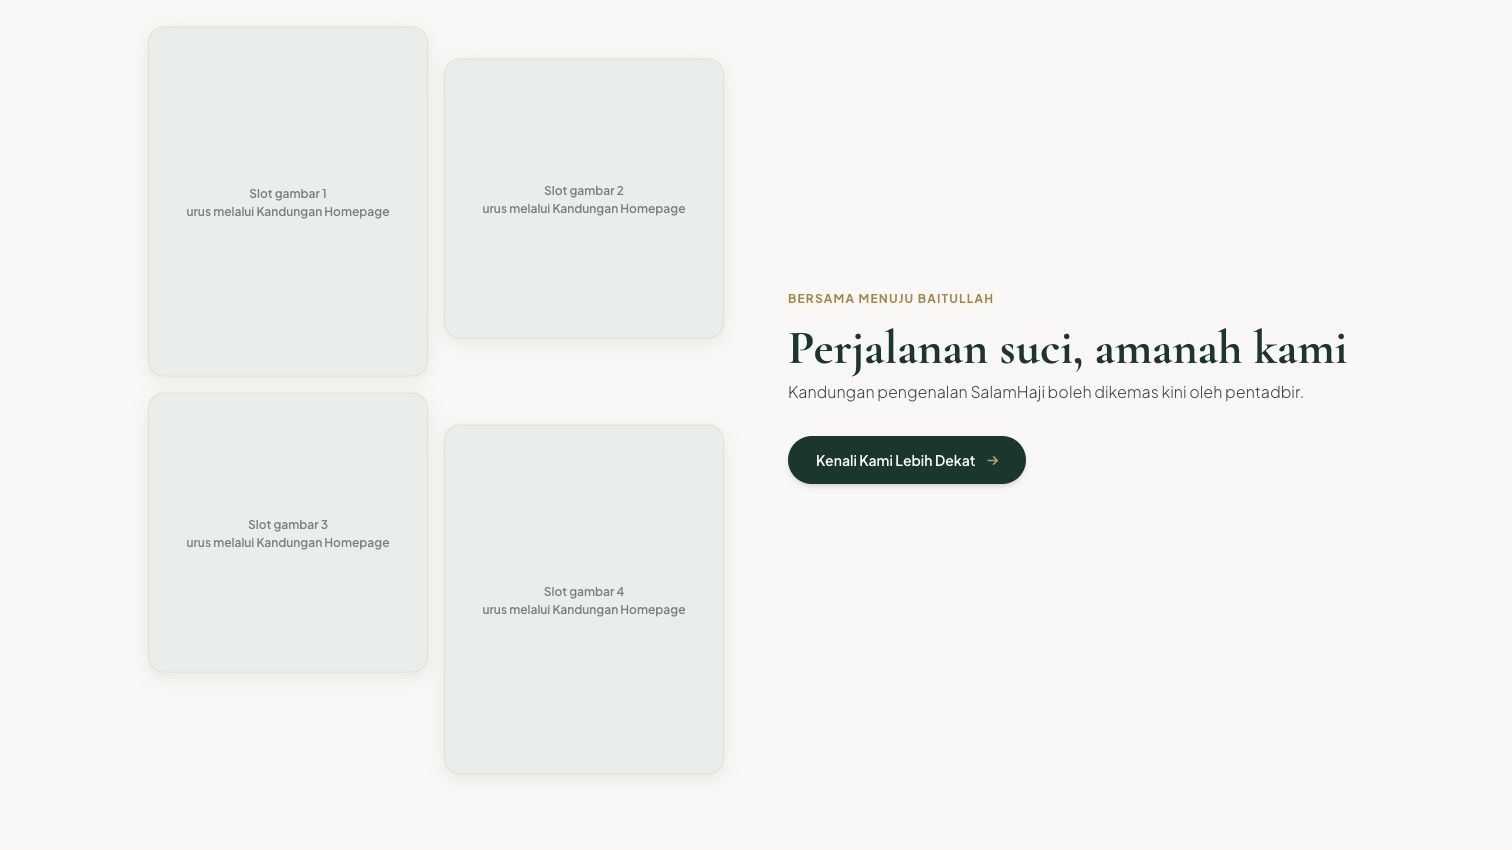 Slot gambar 1
urus melalui Kandungan Homepage
Slot gambar 2
urus melalui Kandungan Homepage
Slot gambar 3
urus melalui Kandungan Homepage
Slot gambar 4
urus melalui Kandungan Homepage
BERSAMA MENUJU BAITULLAH
Perjalanan suci, amanah kami
Kandungan pengenalan SalamHaji boleh dikemas kini oleh pentadbir.
Kenali Kami Lebih Dekat →